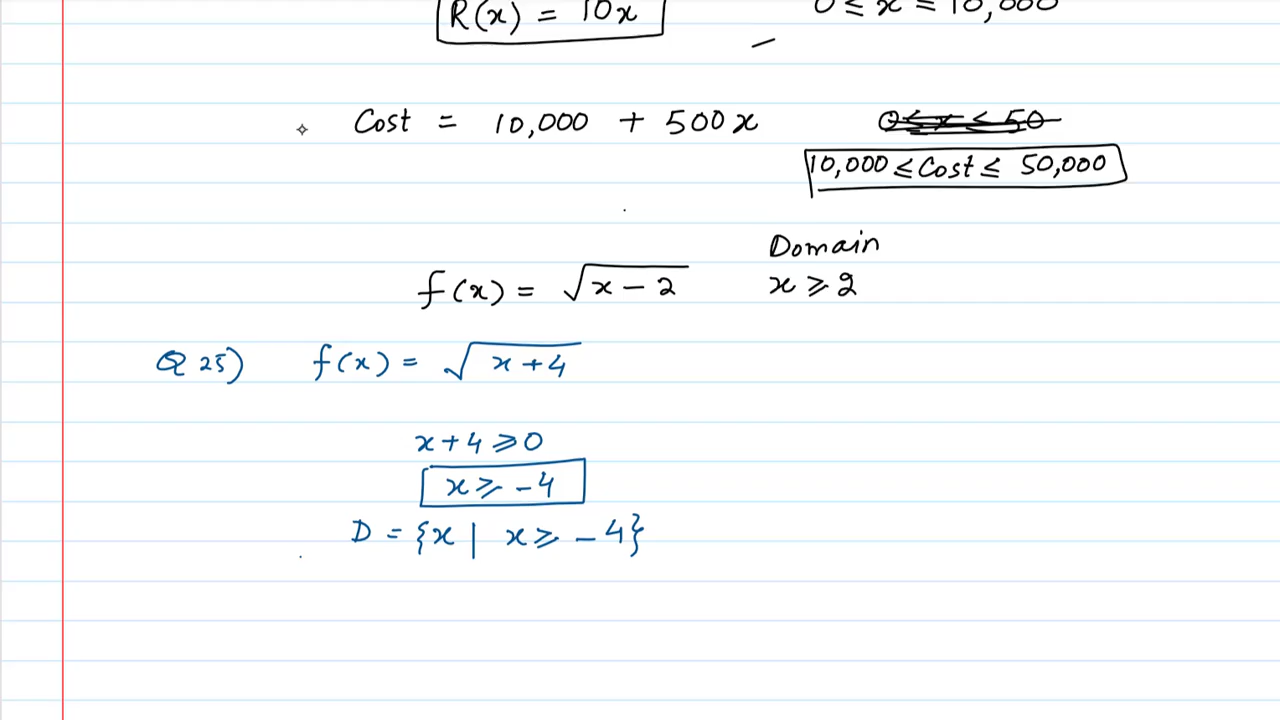 R(x) = 10x 0 ≤ x ≤ 10,000
Cost = 10,000 + 500x 0 ≤ x ≤ 50
10,000 ≤ Cost ≤ 50,000
Domain
f(x) = √x − 2 x ⩾ 2
Q 25) f(x) = √x + 4
x + 4 ⩾ 0
x ⩾ −4
D = {x | x ⩾ −4}